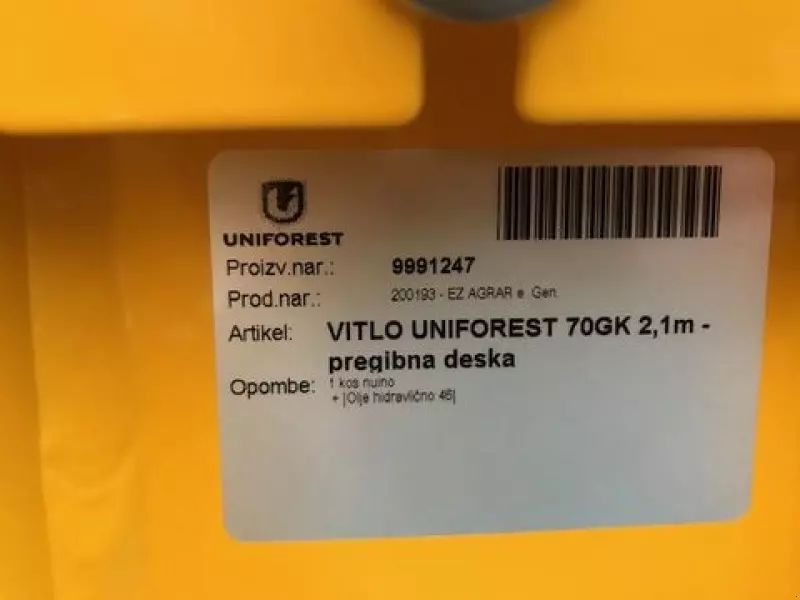 UNIFOREST
Proizv.nar.: 9991247
Prod.nar.: 200193 - EZ AGRAR e Gen
Artikel: VITLO UNIFOREST 70GK 2,1m -
pregibna deska
Opombe: 1 kos nujno
+ |Olje hidravlično 46|